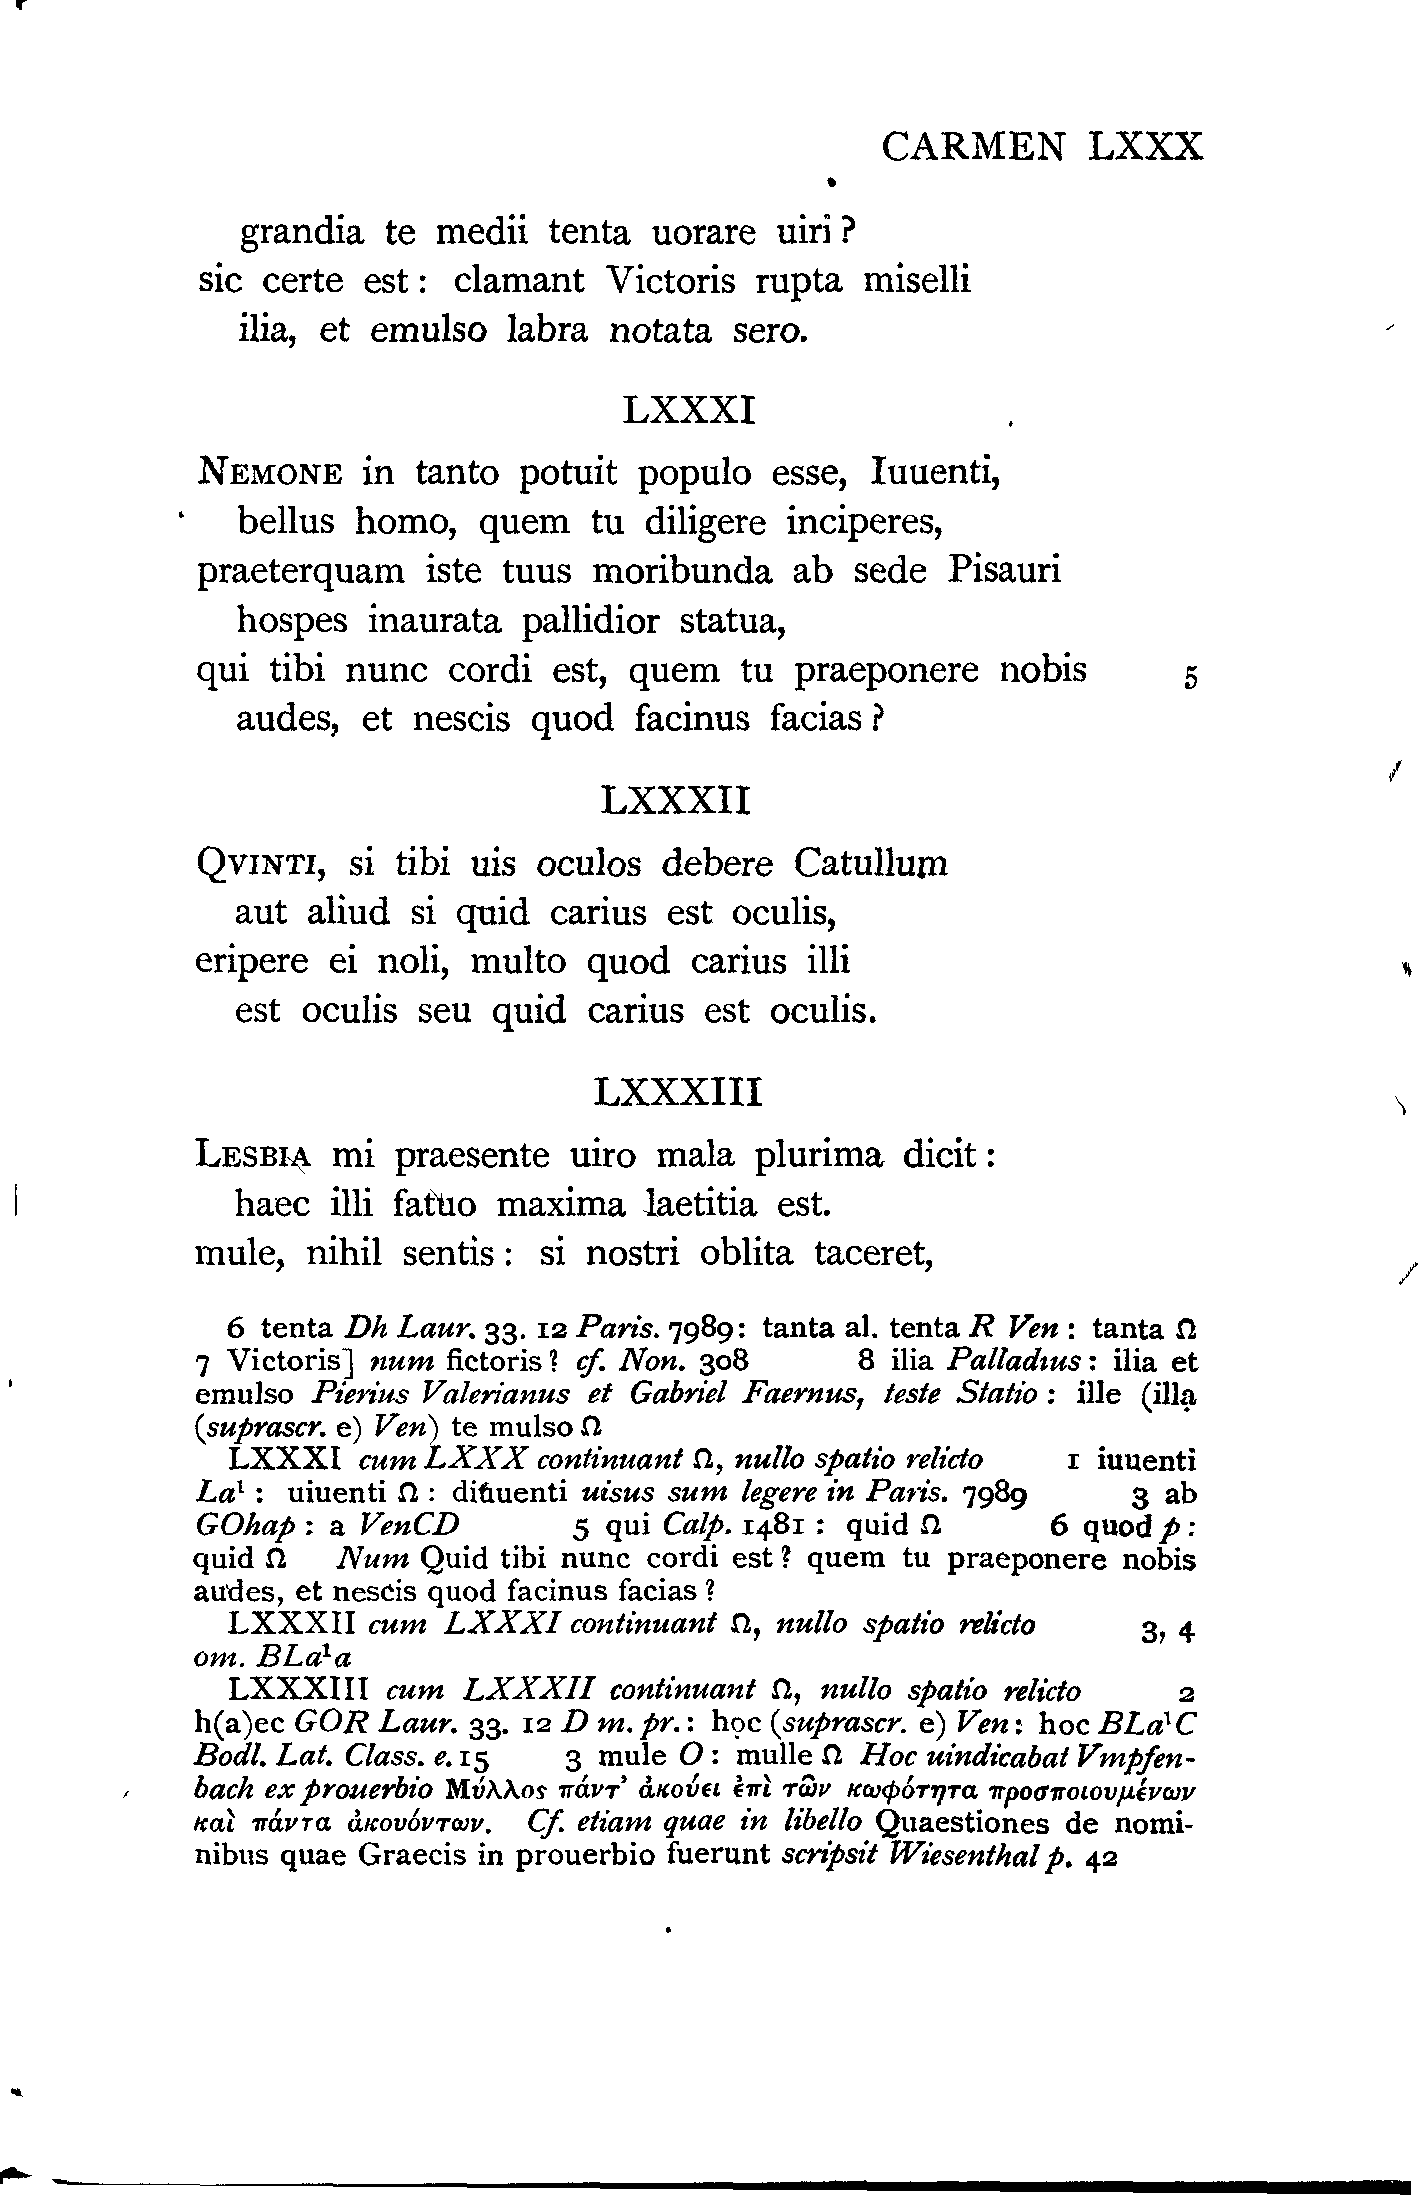 CARMEN LXXX
grandia te medii tenta uorare uiri?
sic certe est: clamant Victoris rupta miselli
ilia, et emulso labra notata sero.
LXXXI
NEMONE in tanto potuit populo esse, Iuuenti,
bellus homo, quem tu diligere inciperes,
praeterquam iste tuus moribunda ab sede Pisauri
hospes inaurata pallidior statua,
qui tibi nunc cordi est, quem tu praeponere nobis 5
audes, et nescis quod facinus facias?
LXXXII
QVINTI, si tibi uis oculos debere Catullum
aut aliud si quid carius est oculis,
eripere ei noli, multo quod carius illi
est oculis seu quid carius est oculis.
LXXXIII
LESBIA mi praesente uiro mala plurima dicit:
haec illi fatuo maxima laetitia est.
mule, nihil sentis: si nostri oblita taceret,
6 tenta Dh Laur. 33. 12 Paris. 7989: tanta al. tenta R Ven: tanta Ω
7 Victoris] num fictoris? cf. Non. 308 8 ilia Palladius: ilia et
emulso Pierius Valerianus et Gabriel Faernus, teste Statio: ille (illạ
(suprascr. e) Ven) te mulso Ω
LXXXI cum LXXX continuant Ω, nullo spatio relicto 1 iuuenti
La¹: uiuenti Ω: diuuenti uisus sum legere in Paris. 7989 3 ab
GOhap: a VenCD 5 qui Calp. 1481: quid Ω 6 quod p:
quid Ω Num Quid tibi nunc cordi est? quem tu praeponere nobis
audes, et nescis quod facinus facias?
LXXXII cum LXXXI continuant Ω, nullo spatio relicto 3, 4
om. BLa¹a
LXXXIII cum LXXXII continuant Ω, nullo spatio relicto 2
h(a)ec GOR Laur. 33. 12 D m. pr.: học (suprascr. e) Ven: hoc BLa¹C
Bodl. Lat. Class. e. 15 3 mule O: mulle Ω Hoc uindicabat Vmpfen-
bach ex prouerbio Μύλλος πάντ’ ἀκούει ἐπὶ τῶν κωφότητα προσποιουμένων
καὶ πάντα ἀκουόντων. Cf. etiam quae in libello Quaestiones de nomi-
nibus quae Graecis in prouerbio fuerunt scripsit Wiesenthal p. 42